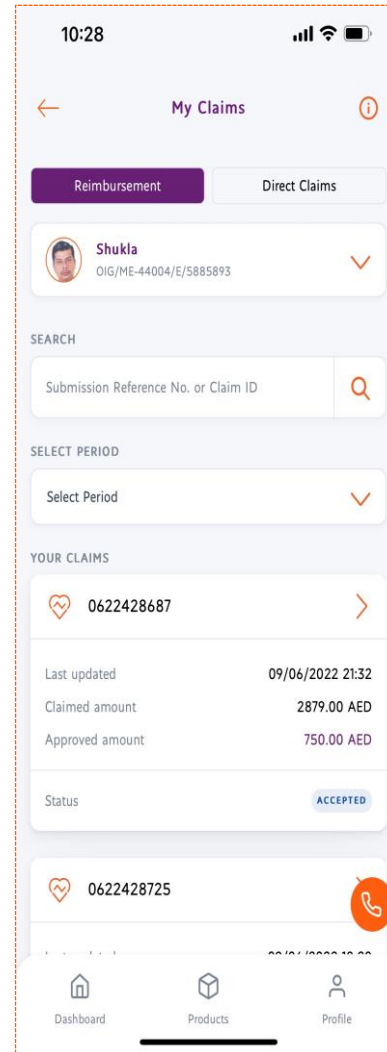 10:28
My Claims
Reimbursement Direct Claims
Shukla
OIG/ME-44004/E/5885893
SEARCH
Submission Reference No. or Claim ID
SELECT PERIOD
Select Period
YOUR CLAIMS
0622428687
Last updated 09/06/2022 21:32
Claimed amount 2879.00 AED
Approved amount 750.00 AED
Status ACCEPTED
0622428725
Dashboard Products Profile